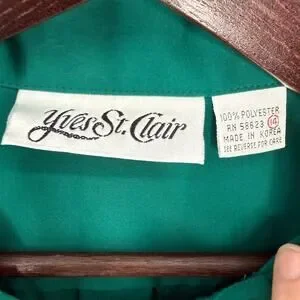 Yves St. Clair
100% POLYESTER
RN 58623
14
MADE IN KOREA
SEE REVERSE FOR CARE